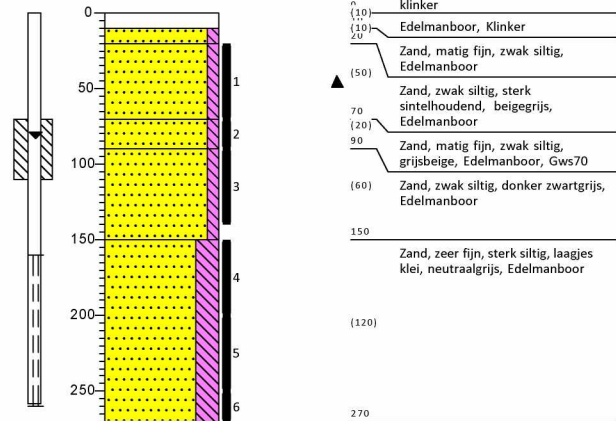 0
50
100
150
200
250
1
2
3
4
5
6
(10)
(10)
20
(50)
70
(20)
90
(60)
150
(120)
270
klinker
Edelmanboor, Klinker
Zand, matig fijn, zwak siltig,
Edelmanboor
Zand, zwak siltig, sterk
sintelhoudend, beigegrijs,
Edelmanboor
Zand, matig fijn, zwak siltig,
grijsbeige, Edelmanboor, Gws70
Zand, zwak siltig, donker zwartgrijs,
Edelmanboor
Zand, zeer fijn, sterk siltig, laagjes
klei, neutraalgrijs, Edelmanboor